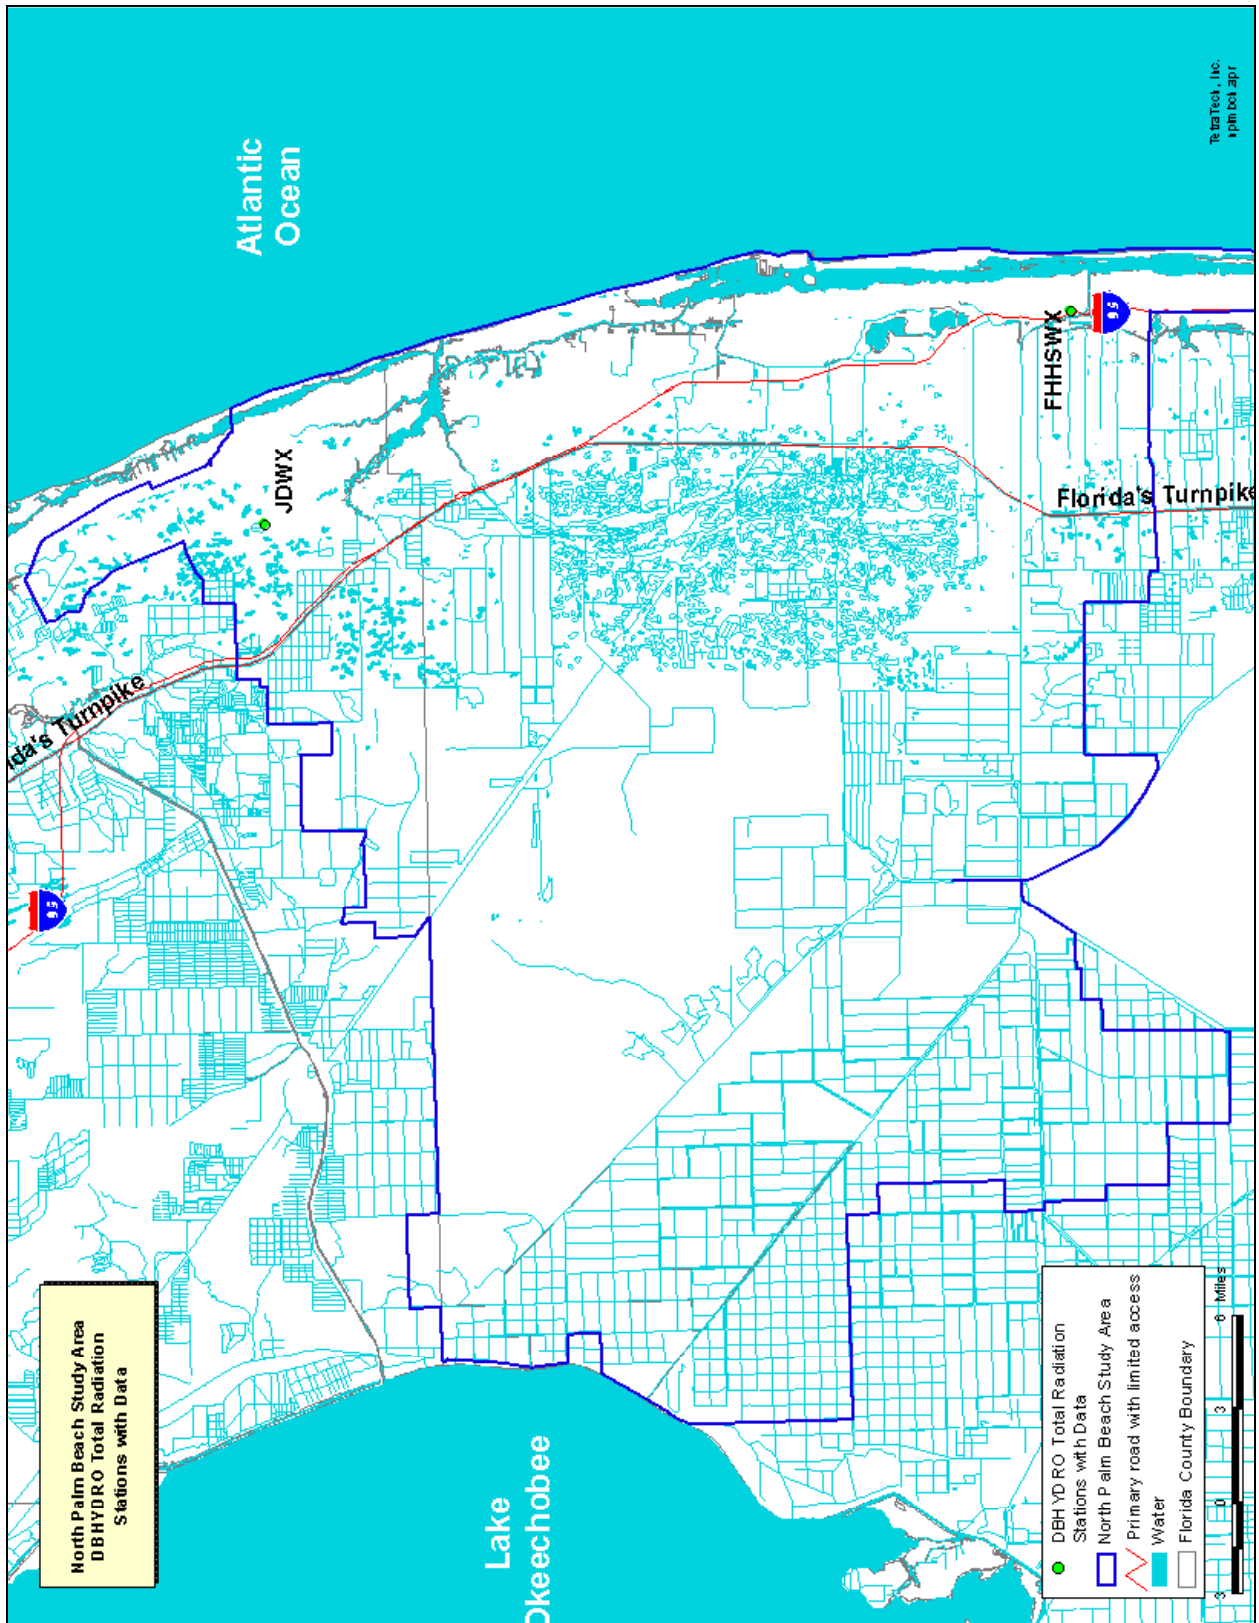 North Palm Beach Study Area
DBHYDRO Total Radiation
Stations with Data
Atlantic
Ocean
Lake
Okeechobee
ida's Turnpike
95
JDWX
FHHSWX
95
Florida's Turnpike
DBHYDRO Total Radiation
Stations with Data
North Palm Beach Study Area
Primary road with limited access
Water
Florida County Boundary
3 0 3 6 Miles
TetraTech, Inc.